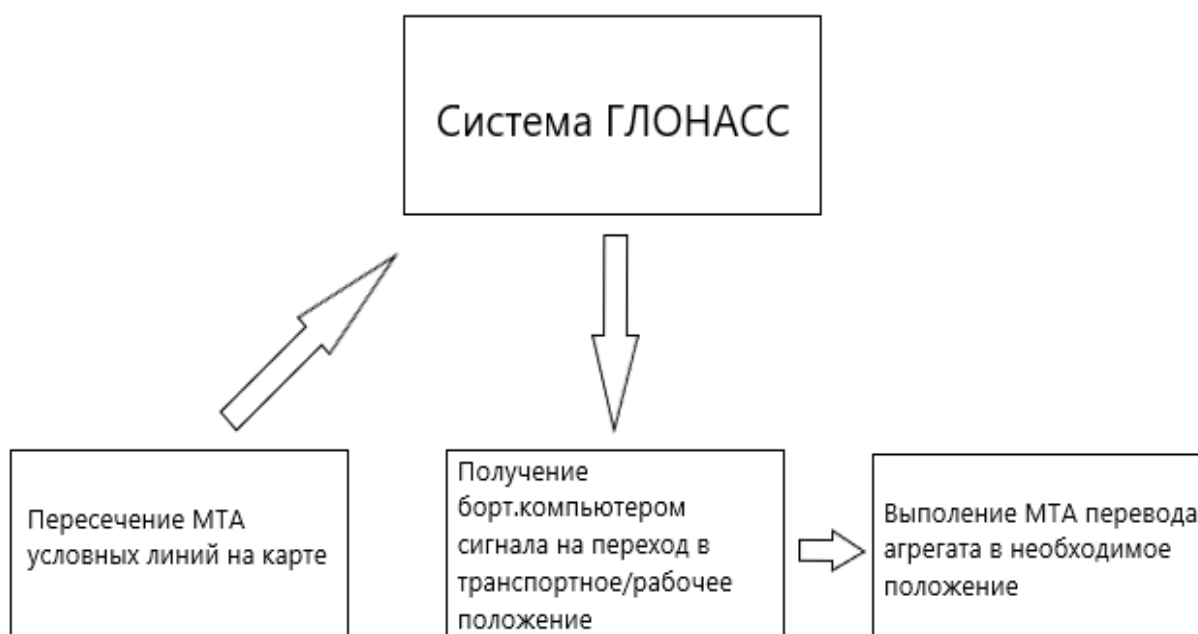 Система ГЛОНАСС
Пересечение МТА
условных линий на карте
Получение
борт.компьютером
сигнала на переход в
транспортное/рабочее
положение
Выполение МТА перевода
агрегата в необходимое
положение